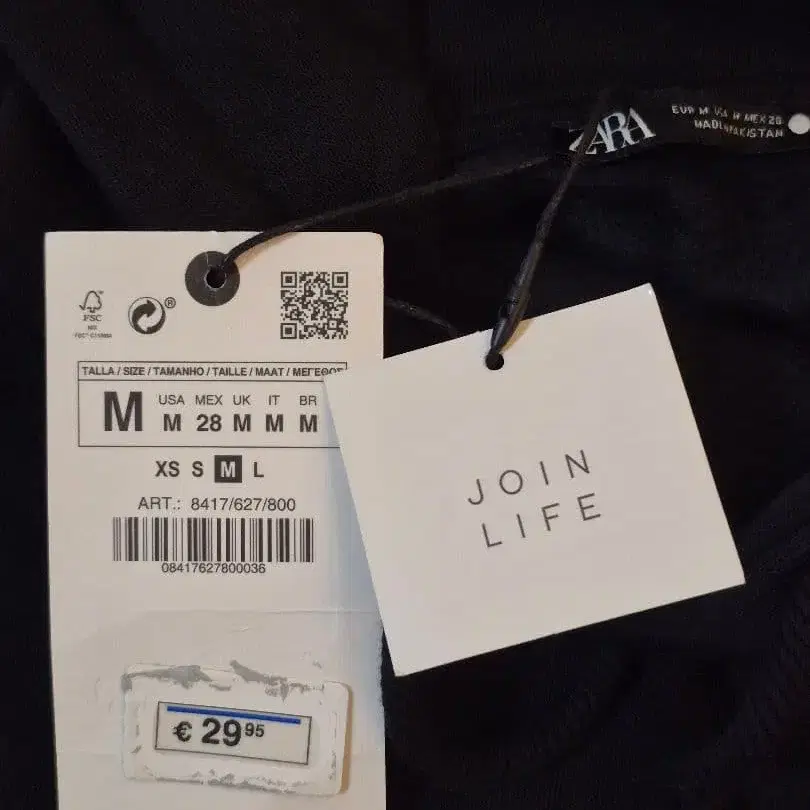 ZARA
EUR M USA M MEX 28
MADE IN PAKISTAN
FSC
MIX
®
TALLA / SIZE / TAMANHO / TAILLE / MAAT / ΜΕΓΕΘΟΣ
M
USA MEX UK IT BR
M 28 M M M
XS S M L
ART.: 8417/627/800
08417627800036
€ 29 95
JOIN
LIFE